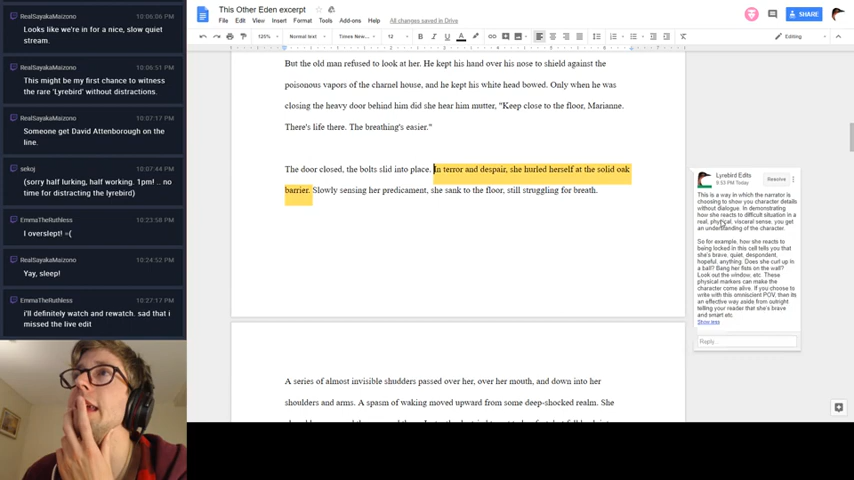 10:06:06 PM
Looks like we're in for a nice, slow quiet
stream.
RealSayakaMaizono 10:06:51 PM
This might be my first chance to witness
the rare 'Lyrebird' without distractions.
RealSayakaMaizono 10:07:17 PM
Someone get David Attenborough on the
line.
sekoj 10:07:44 PM
(sorry half lurking, half working. 1pm! .. no
time for distracting the lyrebird)
EmmaTheRuthless 10:23:58 PM
I overslept! =(
RealSayakaMaizono 10:24:52 PM
Yay, sleep!
EmmaTheRuthless 10:27:17 PM
i'll definitely watch and rewatch. sad that i
missed the live edit
This Other Eden excerpt
File Edit View Insert Format Tools Add-ons Help All changes saved in Drive
SHARE
125% Normal text Times New... 12 B I U A Editing
But the old man refused to look at her. He kept his hand over his nose to shield against the
poisonous vapors of the charnel house, and he kept his white head bowed. Only when he was
closing the heavy door behind him did she hear him mutter, "Keep close to the floor, Marianne.
There's life there. The breathing's easier."
The door closed, the bolts slid into place. In terror and despair, she hurled herself at the solid oak
barrier. Slowly sensing her predicament, she sank to the floor, still struggling for breath.
A series of almost invisible shudders passed over her, over her mouth, and down into her
shoulders and arms. A spasm of waking moved upward from some deep-shocked realm. She
Lyrebird Edits
9:53 PM Today
Resolve
This is a way in which the narrator is
choosing to show you character details
without dialogue. In demonstrating
how she reacts to difficult situation in a
real, physical, visceral sense, you get
an understanding of the character.
So for example, how she reacts to
being locked in this cell tells you that
she's brave, quiet, despondent,
hopeful, anything. Does she curl up in
a ball? Bang her fists on the wall?
Look out the window, etc. These
physical markers can make the
character come alive. If you choose to
write with this omniscient POV, then its
an effective way aside from outright
telling your reader that she's brave
and smart etc.
Show less
Reply...